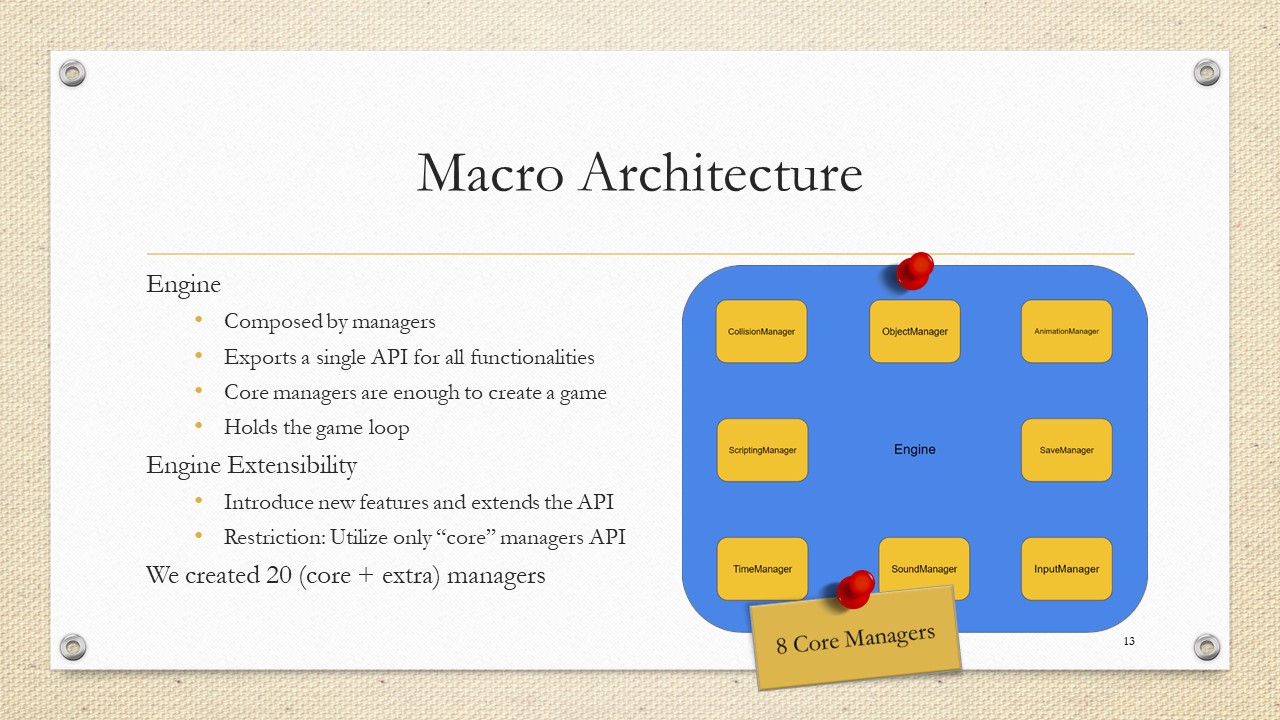 Macro Architecture
Engine
• Composed by managers
• Exports a single API for all functionalities
• Core managers are enough to create a game
• Holds the game loop
Engine Extensibility
• Introduce new features and extends the API
• Restriction: Utilize only “core” managers API
We created 20 (core + extra) managers
CollisionManager
ObjectManager
AnimationManager
ScriptingManager
Engine
SaveManager
TimeManager
SoundManager
InputManager
8 Core Managers
13